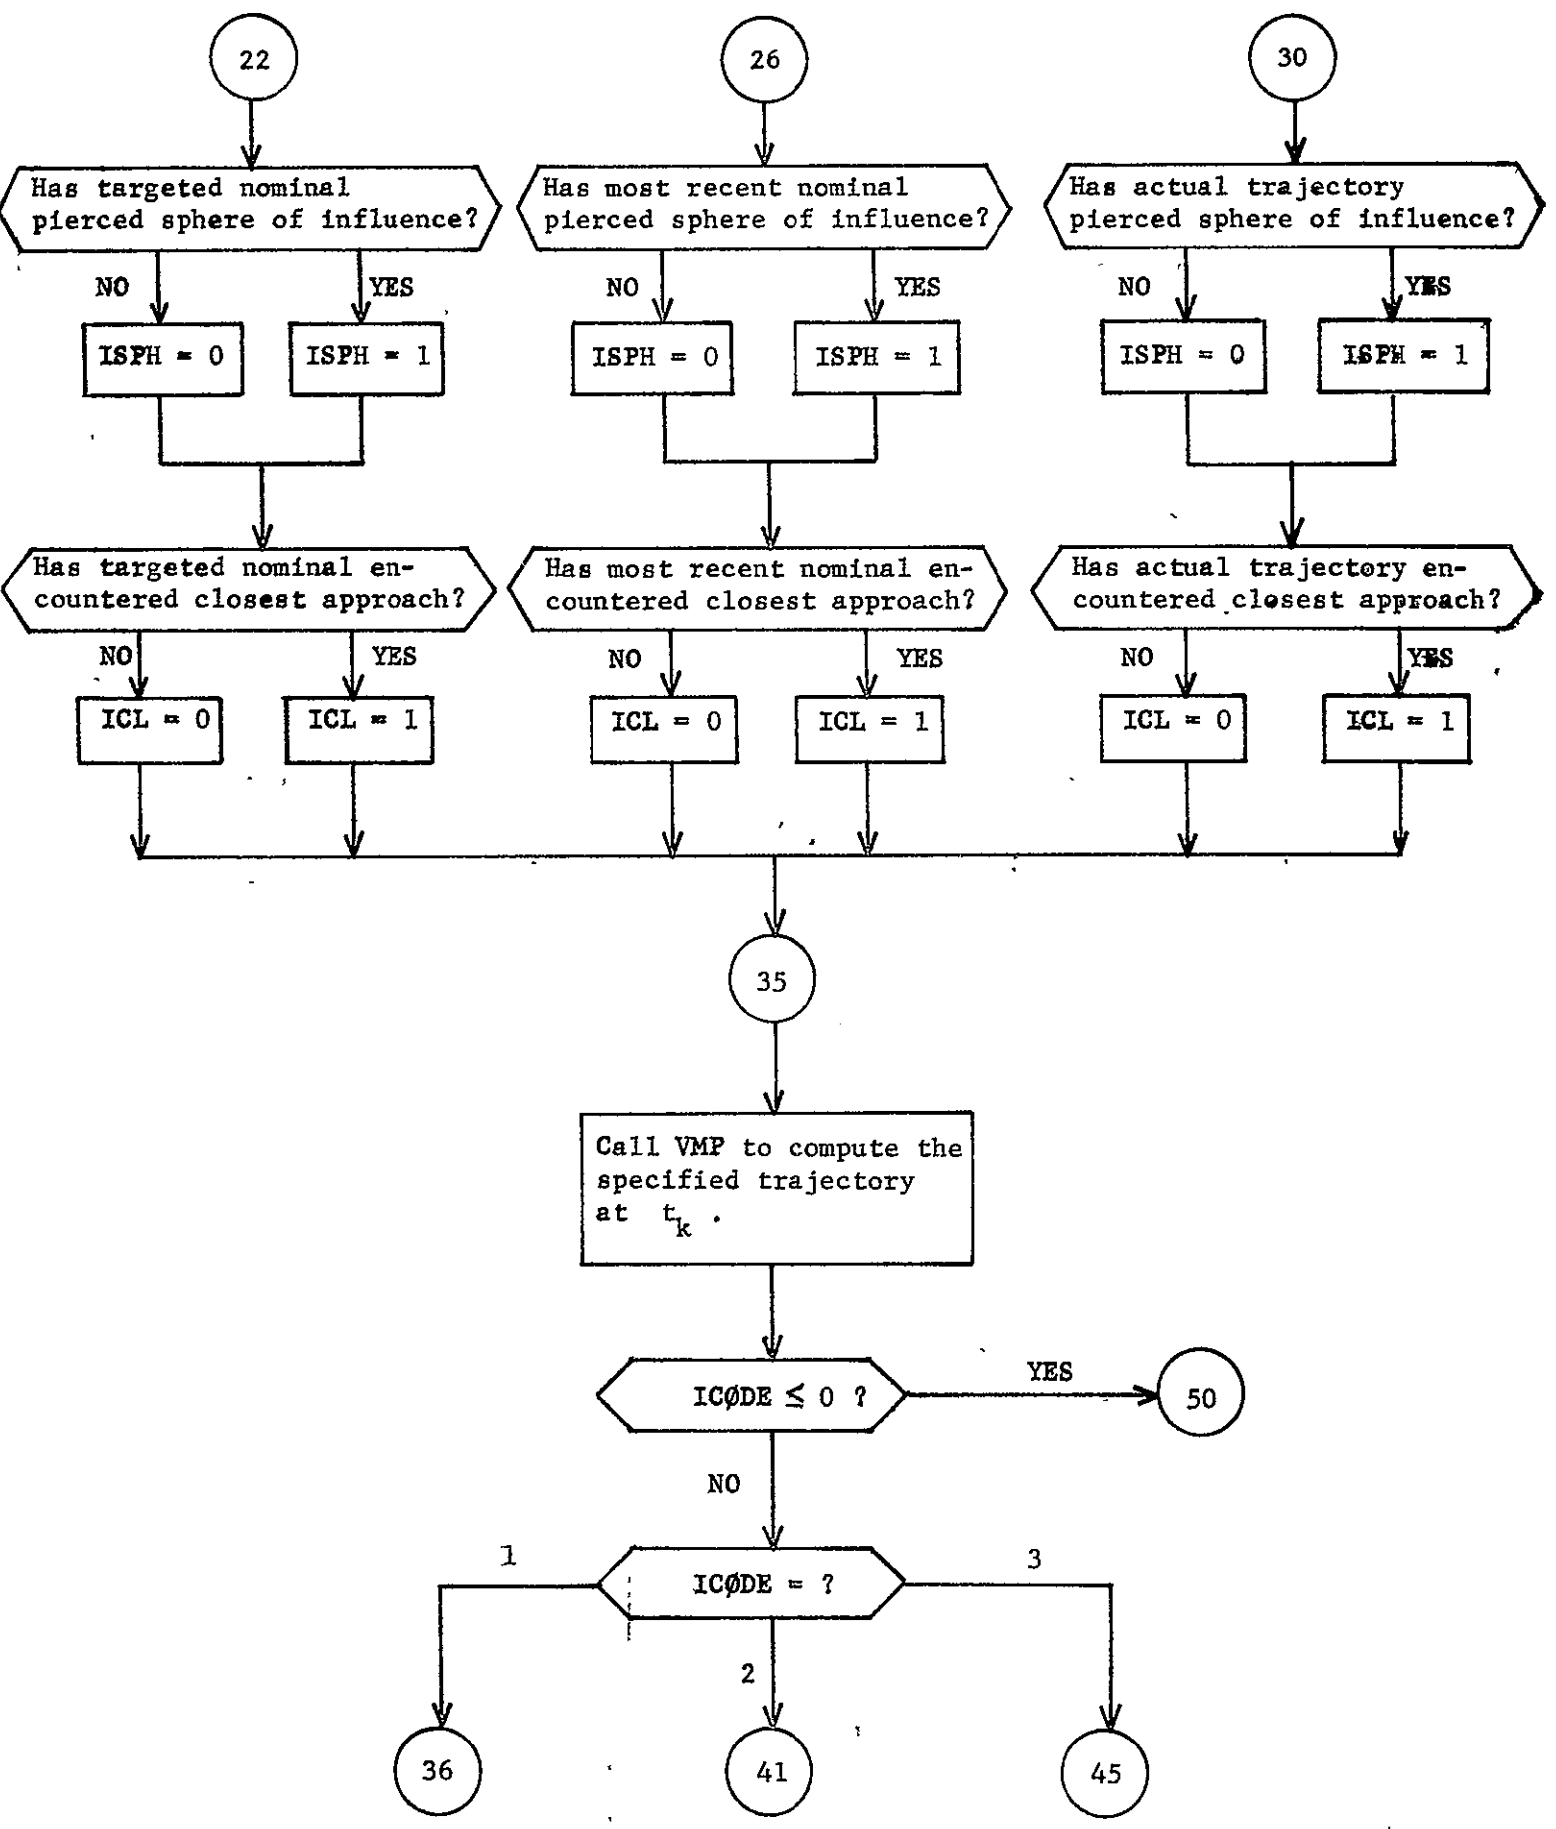 22
26
30
Has targeted nominal
pierced sphere of influence?
Has most recent nominal
pierced sphere of influence?
Has actual trajectory
pierced sphere of influence?
NO
YES
NO
YES
NO
YES
ISPH = 0
ISPH = 1
ISPH = 0
ISPH = 1
ISPH = 0
ISPH = 1
Has targeted nominal en-
countered closest approach?
Has most recent nominal en-
countered closest approach?
Has actual trajectory en-
countered closest approach?
NO
YES
NO
YES
NO
YES
ICL = 0
ICL = 1
ICL = 0
ICL = 1
ICL = 0
ICL = 1
35
Call VMP to compute the
specified trajectory
at tk .
ICØDE ≤ 0 ?
YES
50
NO
ICØDE = ?
1
3
2
36
41
45